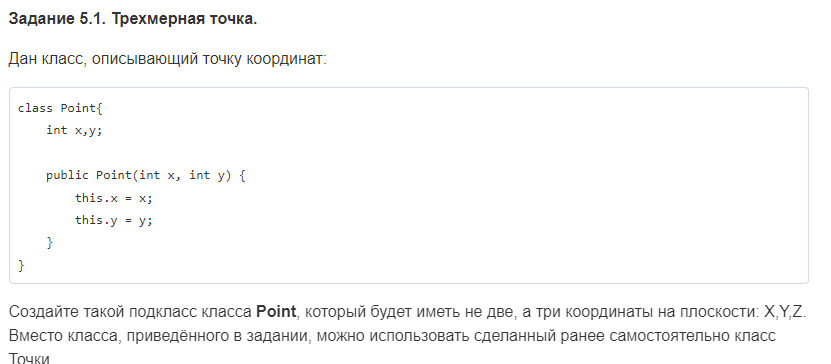 Задание 5.1. Трехмерная точка.
Дан класс, описывающий точку координат:
class Point{
int x,y;
public Point(int x, int y) {
this.x = x;
this.y = y;
}
}
Создайте такой подкласс класса Point, который будет иметь не две, а три координаты на плоскости: X,Y,Z.
Вместо класса, приведённого в задании, можно использовать сделанный ранее самостоятельно класс
Точки